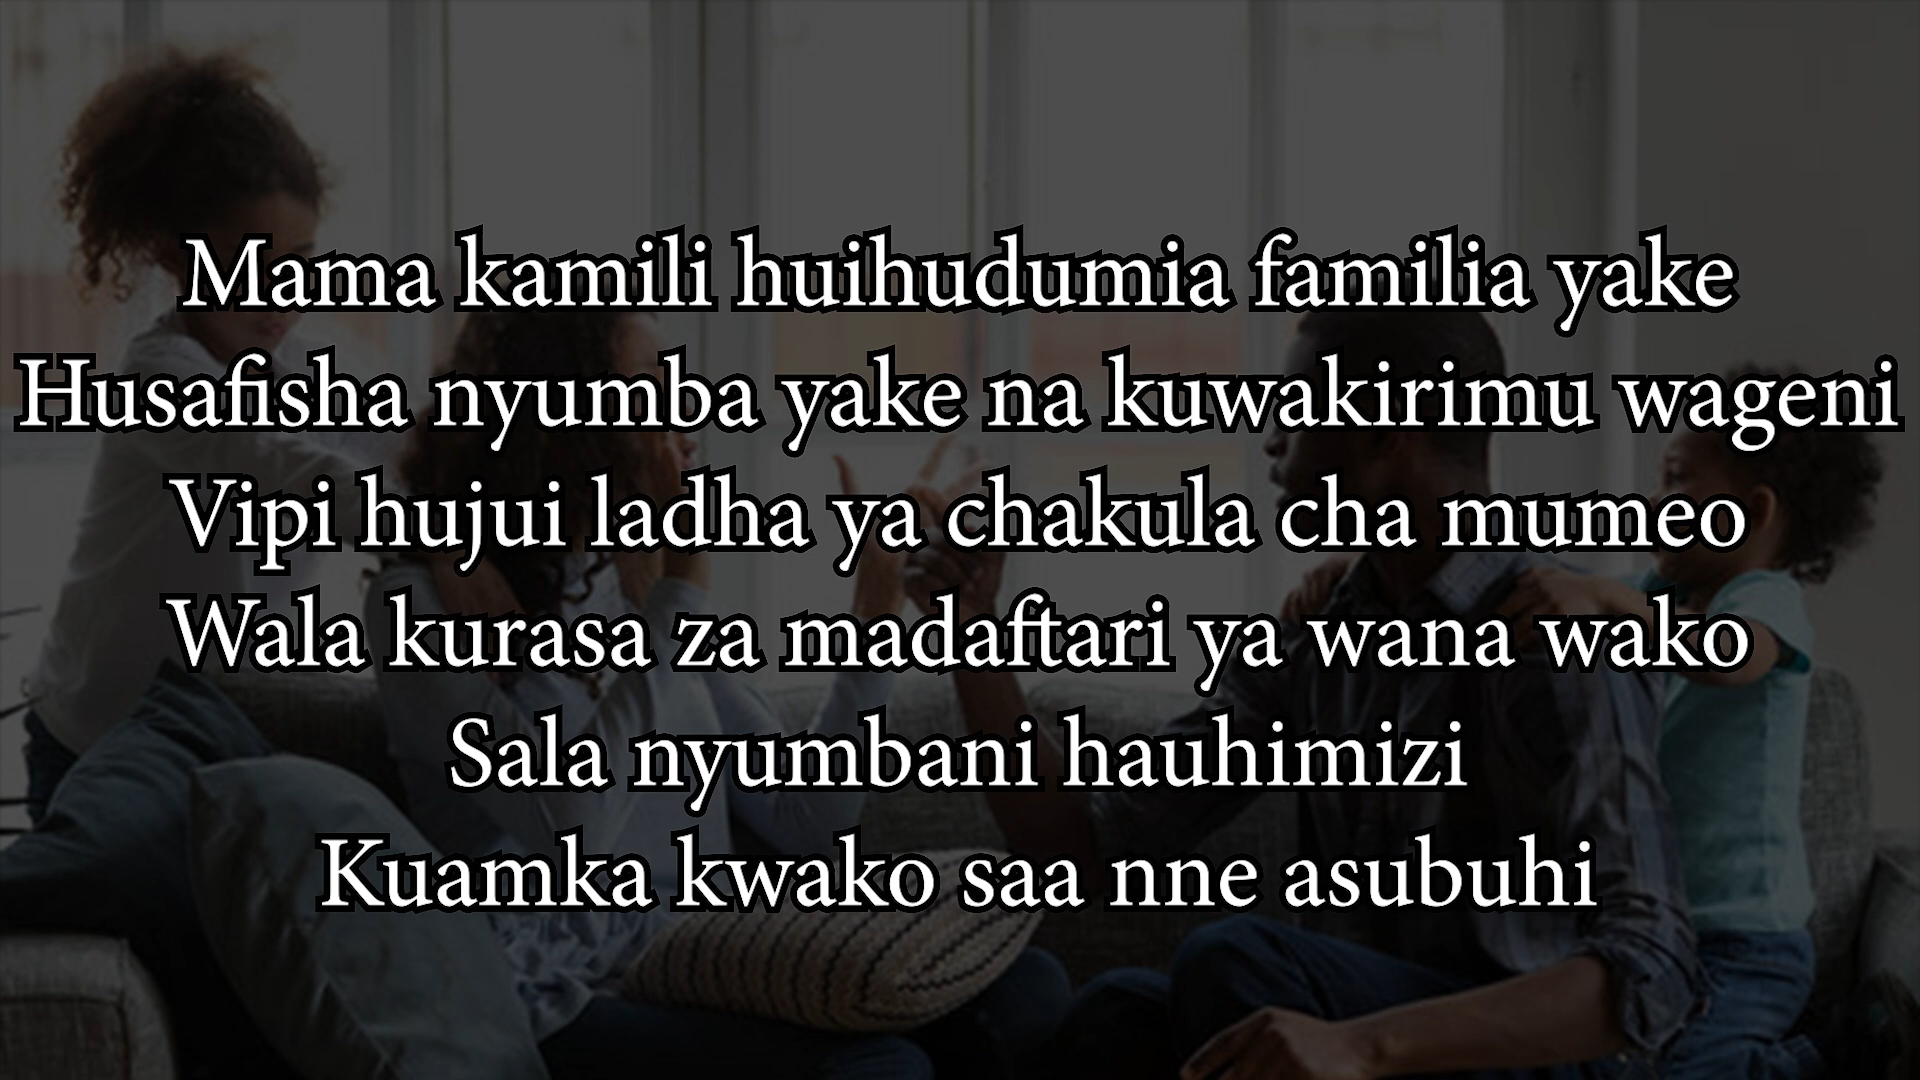 Mama kamili huihudumia familia yake
Husafisha nyumba yake na kuwakirimu wageni
Vipi hujui ladha ya chakula cha mumeo
Wala kurasa za madaftari ya wana wako
Sala nyumbani hauhimizi
Kuamka kwako saa nne asubuhi